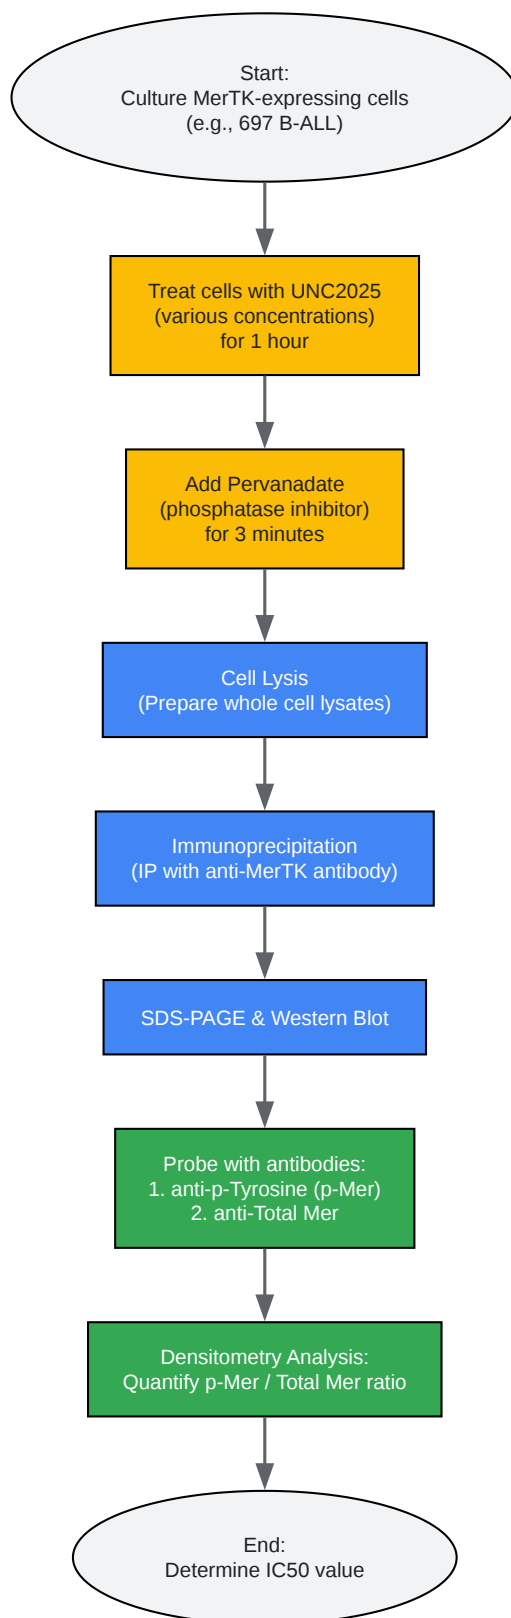 Start:
Culture MerTK-expressing cells
(e.g., 697 B-ALL)
Treat cells with UNC2025
(various concentrations)
for 1 hour
Add Pervanadate
(phosphatase inhibitor)
for 3 minutes
Cell Lysis
(Prepare whole cell lysates)
Immunoprecipitation
(IP with anti-MerTK antibody)
SDS-PAGE & Western Blot
Probe with antibodies:
1. anti-p-Tyrosine (p-Mer)
2. anti-Total Mer
Densitometry Analysis:
Quantify p-Mer / Total Mer ratio
End:
Determine IC50 value